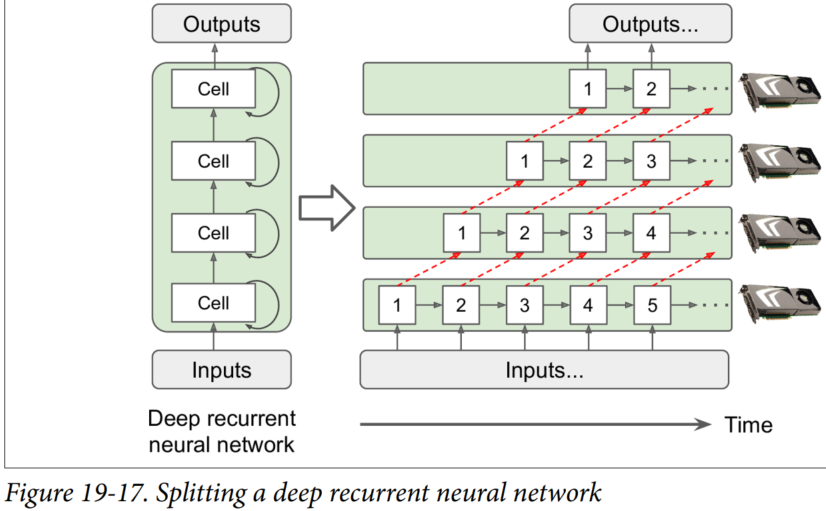 Outputs
Outputs...
Cell
1 2 ...
Cell
1 2 3 ...
Cell
1 2 3 4 ...
Cell
1 2 3 4 5 ...
Inputs
Inputs...
Deep recurrent
neural network
Time
Figure 19-17. Splitting a deep recurrent neural network